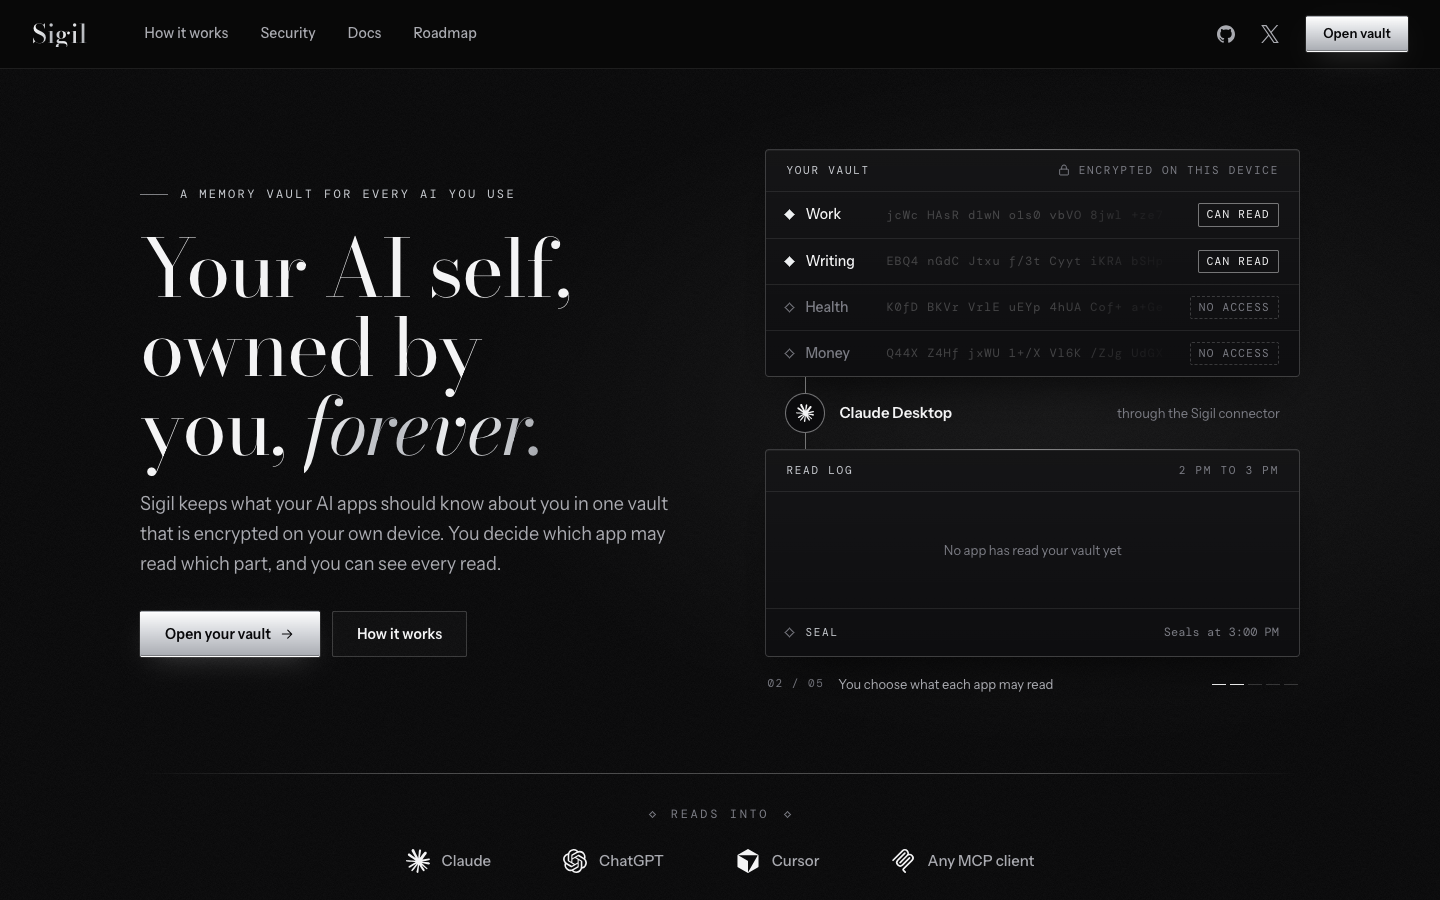 Sigil
How it works
Security
Docs
Roadmap
Open vault
A MEMORY VAULT FOR EVERY AI YOU USE
Your AI self,
owned by
you, forever.
Sigil keeps what your AI apps should know about you in one vault
that is encrypted on your own device. You decide which app may
read which part, and you can see every read.
Open your vault →
How it works
YOUR VAULT
ENCRYPTED ON THIS DEVICE
Work jcWc HAsR dlwN ols0 vbVO 8jwl CAN READ
Writing EBQ4 nGdC Jtxu f/3t Cyyt iKRA CAN READ
Health K0fD BKVr VrlE uEYp 4hUA Cof+ NO ACCESS
Money Q44X Z4Hf jxWU 1+/X Vl6K /ZJg NO ACCESS
Claude Desktop
through the Sigil connector
READ LOG
2 PM TO 3 PM
No app has read your vault yet
SEAL
Seals at 3:00 PM
02 / 05 You choose what each app may read
READS INTO
Claude
ChatGPT
Cursor
Any MCP client